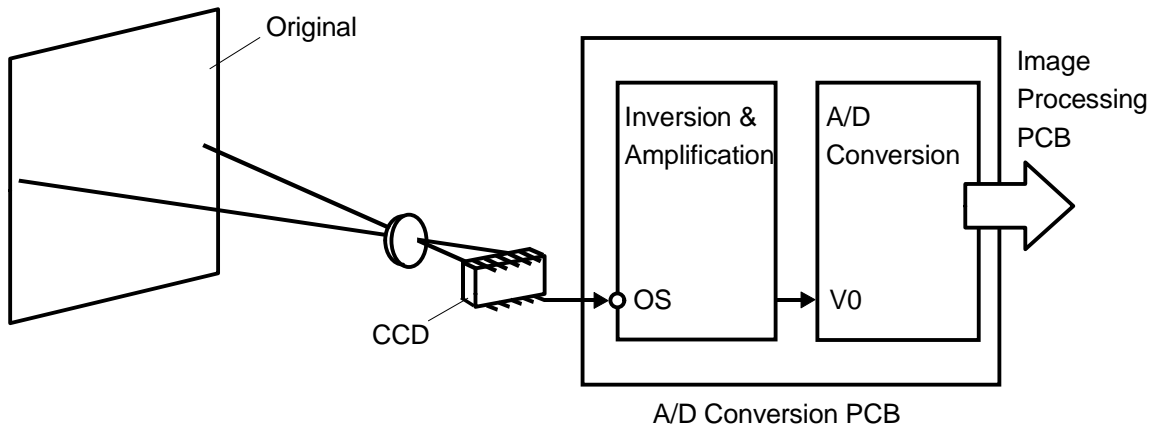 Original
Image
Processing
PCB
Inversion &
Amplification
A/D
Conversion
OS
V0
CCD
A/D Conversion PCB